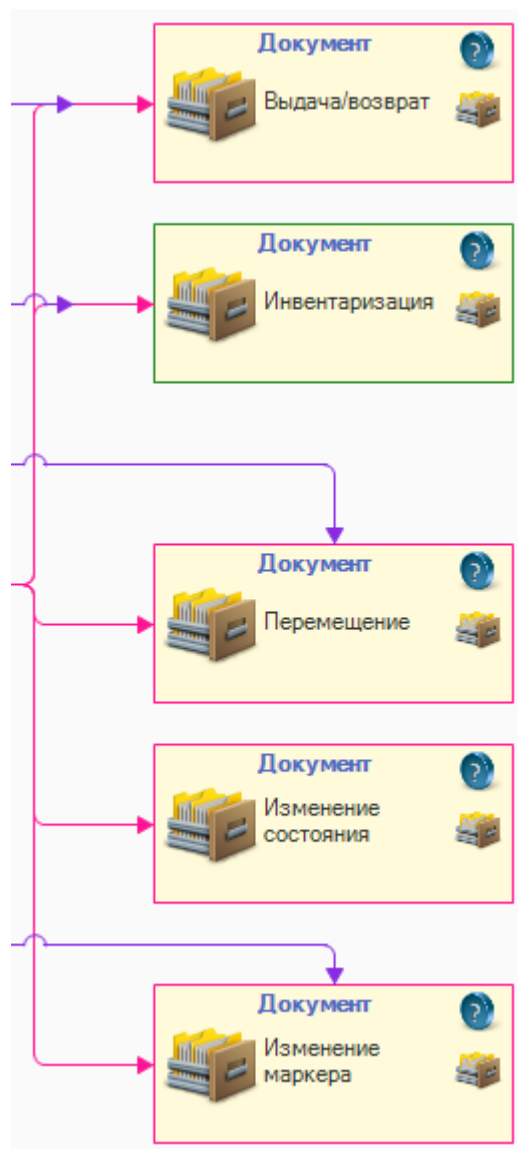 Документ
Выдача/возврат
Документ
Инвентаризация
Документ
Перемещение
Документ
Изменение
состояния
Документ
Изменение
маркера